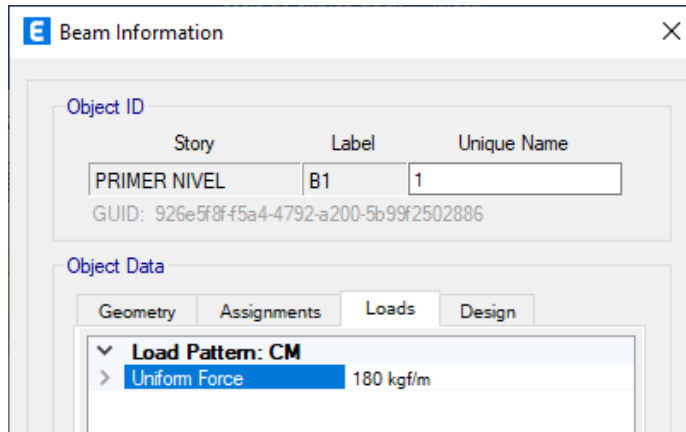 E Beam Information
Object ID
Story Label Unique Name
PRIMER NIVEL B1 1
GUID: 926e5f8f-f5a4-4792-a200-5b99f2502886
Object Data
Geometry Assignments Loads Design
Load Pattern: CM
Uniform Force 180 kgf/m